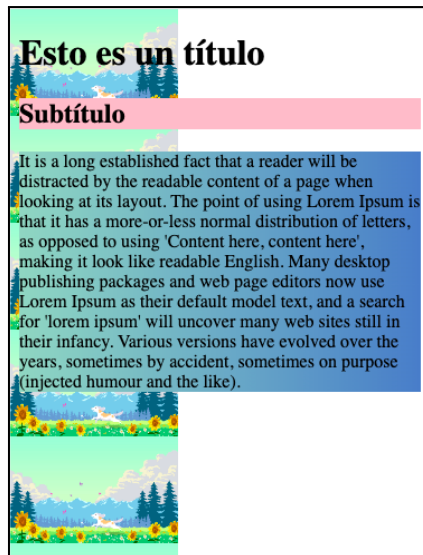 Esto es un título
Subtítulo
It is a long established fact that a reader will be
distracted by the readable content of a page when
looking at its layout. The point of using Lorem Ipsum is
that it has a more-or-less normal distribution of letters,
as opposed to using 'Content here, content here',
making it look like readable English. Many desktop
publishing packages and web page editors now use
Lorem Ipsum as their default model text, and a search
for 'lorem ipsum' will uncover many web sites still in
their infancy. Various versions have evolved over the
years, sometimes by accident, sometimes on purpose
(injected humour and the like).